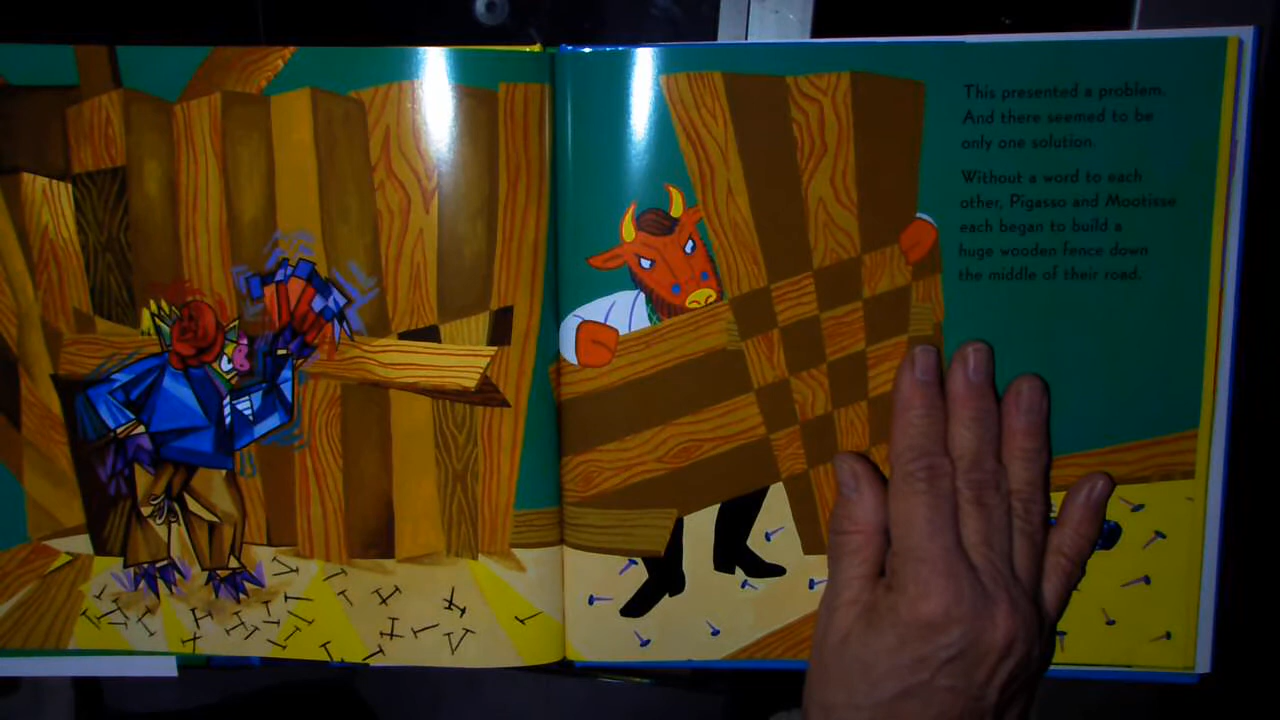 This presented a problem.
And there seemed to be
only one solution.
Without a word to each
other, Pigasso and Mootisse
each began to build a
huge wooden fence down
the middle of their road.